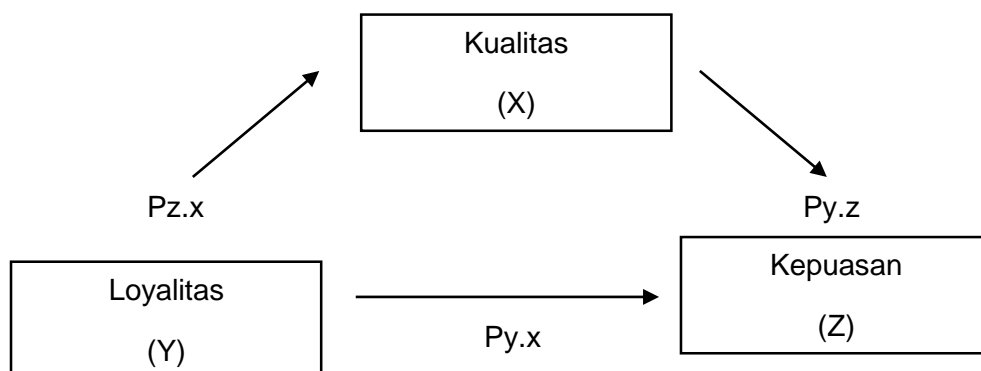 Kualitas
(X)
Pz.x
Py.z
Kepuasan
(Z)
Loyalitas
(Y)
Py.x